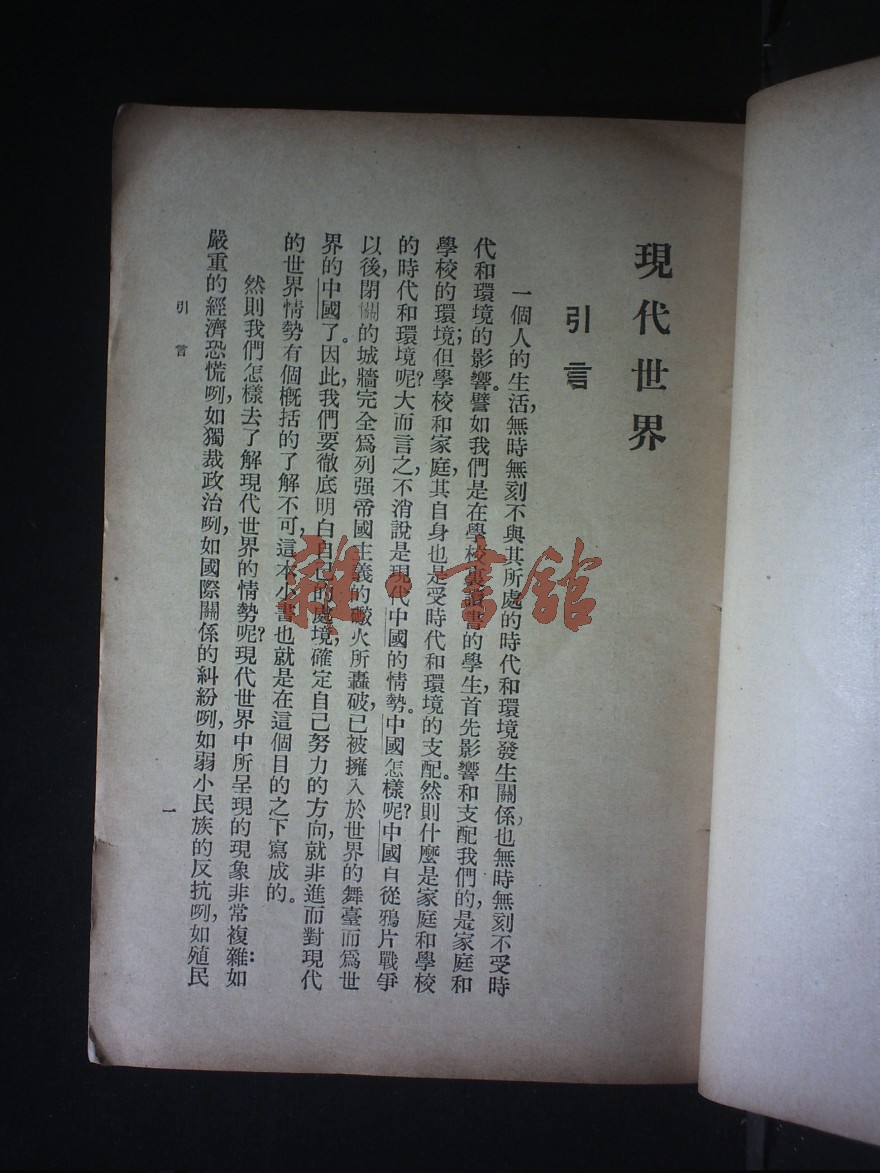 現代世界
引言
一個人的生活,無時無刻不與其所處的時代和環境發生關係,也無時無刻不受時
代和環境的影響。譬如我們是在學校裏讀書的學生,首先影響和支配我們的,是家庭和
學校的環境;但學校和家庭,其自身也是受時代和環境的支配。然則什麼是家庭和學校
的時代和環境呢?大而言之,不消說是現代中國的情勢。中國怎樣呢?中國自從鴉片戰爭
以後,閉關的城牆完全爲列强帝國主義的礮火所轟破,已被擁入於世界的舞臺而爲世
界的中國了。因此,我們要徹底明白自己的處境,確定自己努力的方向,就非進而對現代
的世界情勢有個概括的了解不可,這本小書也就是在這個目的之下寫成的。
然則我們怎樣去了解現代世界的情勢呢?現代世界中所呈現的現象非常複雜:如
嚴重的經濟恐慌咧,如獨裁政治咧,如國際關係的糾紛咧,如弱小民族的反抗咧,如殖民
引言
一
雜·書館